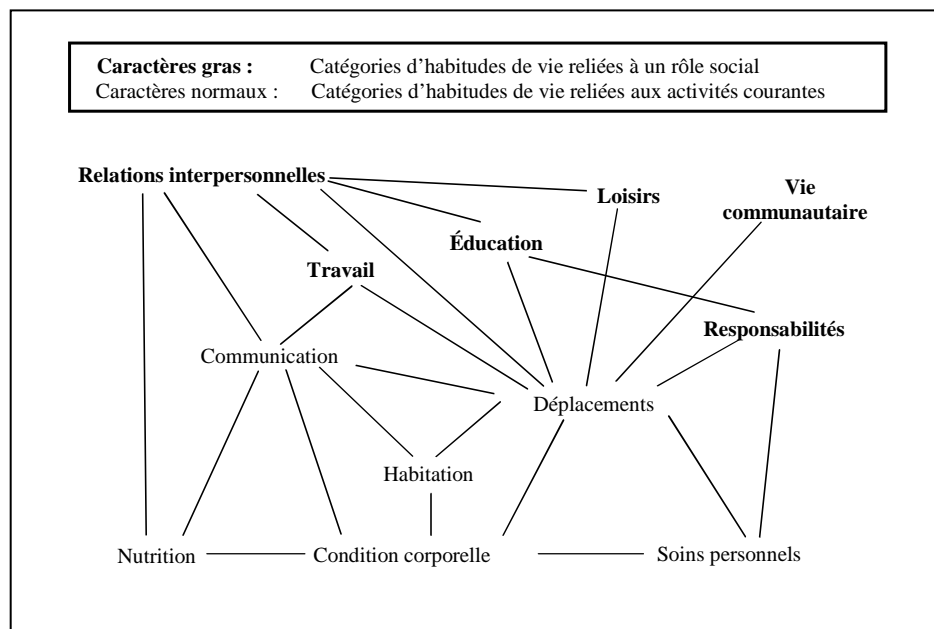 Caractères gras : Catégories d'habitudes de vie reliées à un rôle social
Caractères normaux : Catégories d'habitudes de vie reliées aux activités courantes
Relations interpersonnelles
Loisirs
Vie
communautaire
Éducation
Travail
Responsabilités
Communication
Déplacements
Habitation
Nutrition
Condition corporelle
Soins personnels